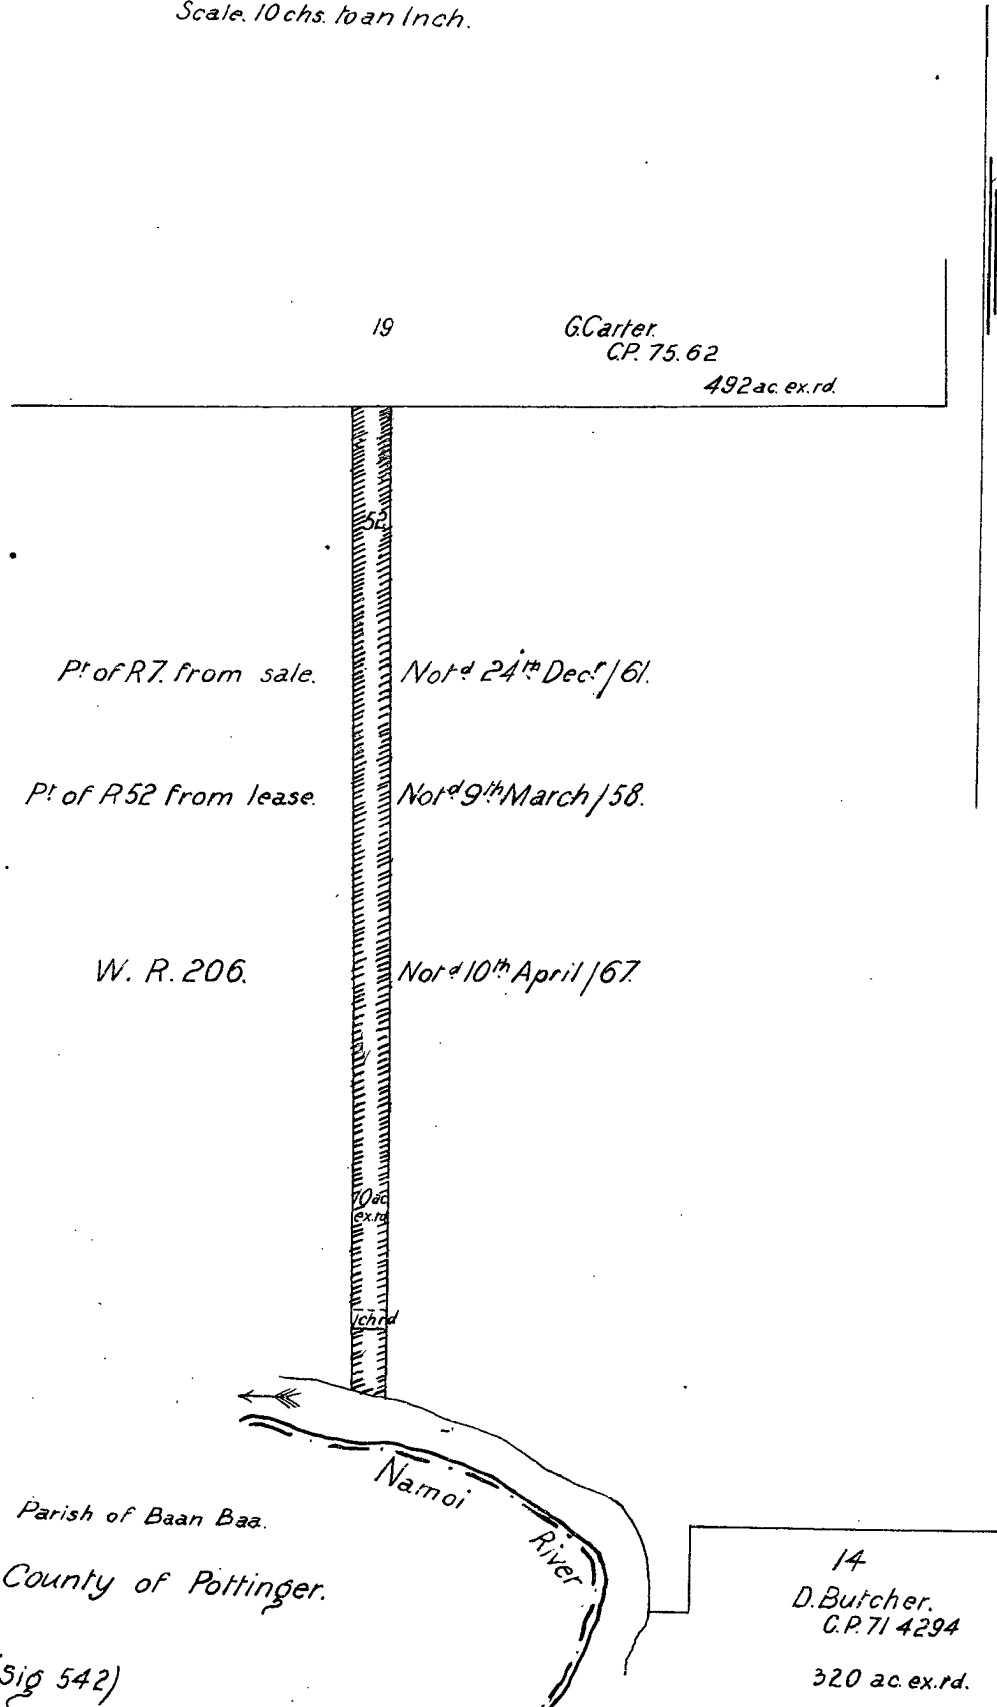 Scale. 10 chs. to an Inch.
19
G. Carter.
C.P. 75. 62
492 ac. ex. rd.
52
Pt of R7. from sale.
Notd 24th Decr/61.
Pt of R52 from lease.
Notd 9th March/58.
W. R. 206.
Notd 10th April/67.
70 ac
ex. rd
1 ch rd
Namoi
River
Parish of Baan Baa.
County of Pottinger.
14
D. Butcher.
C.P. 71 4294
320 ac. ex. rd.
Sig 542)